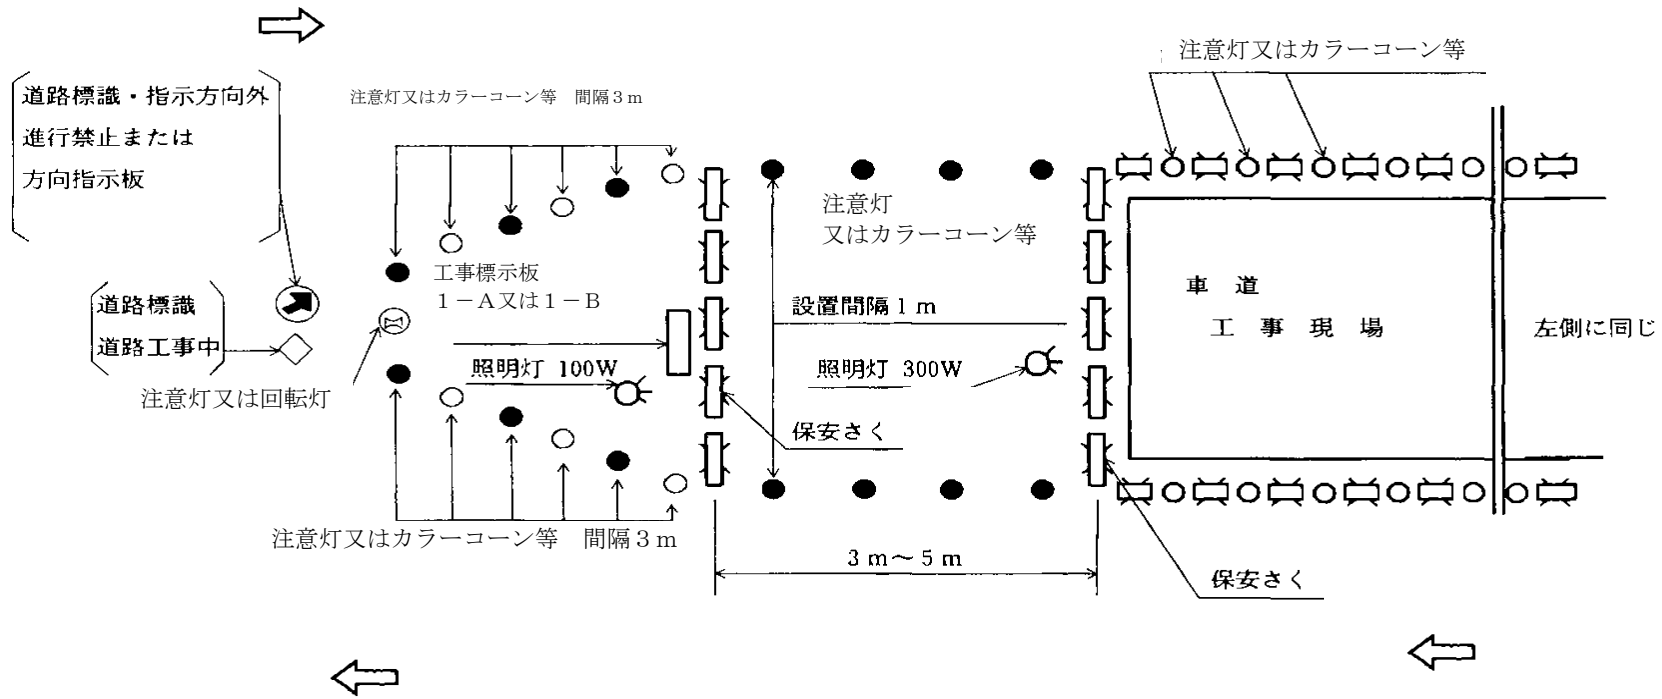 道路標識・指示方向外
進行禁止または
方向指示板
注意灯又はカラーコーン等　間隔３ｍ
注意灯又はカラーコーン等
注意灯
又はカラーコーン等
工事標示板
１－Ａ又は１－Ｂ
道路標識
道路工事中
注意灯又は回転灯
設置間隔１ｍ
照明灯 100W
照明灯 300W
保安さく
車　道
工　事　現　場
左側に同じ
注意灯又はカラーコーン等　間隔３ｍ
3 m～5 m
保安さく